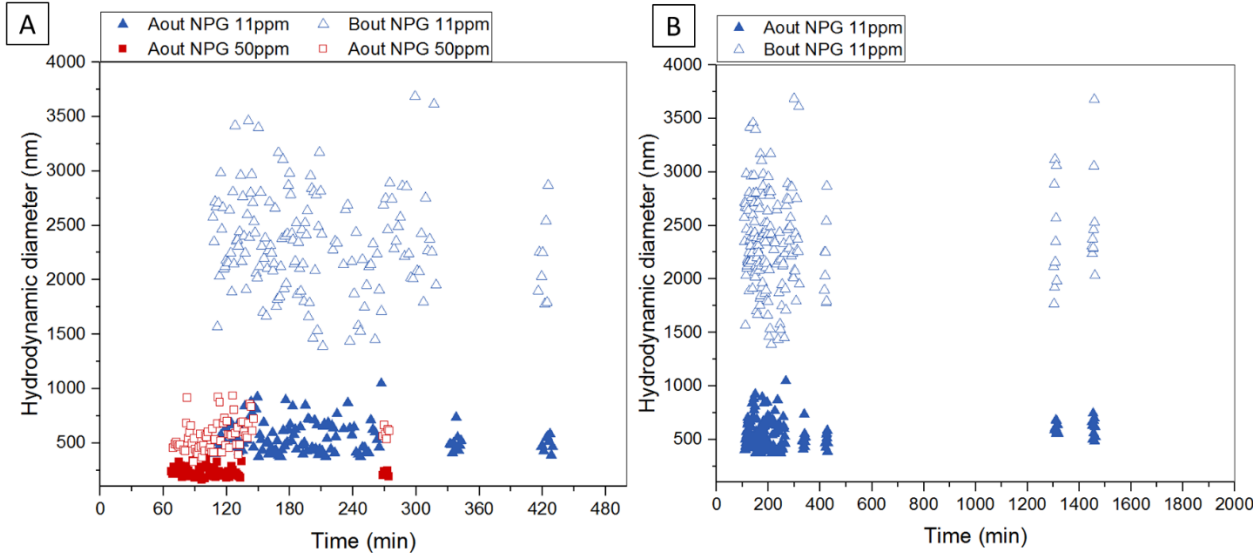 A
Aout NPG 11ppm Bout NPG 11ppm
Aout NPG 50ppm Aout NPG 50ppm
4000
3500
3000
2500
2000
1500
1000
500
Hydrodynamic diameter (nm)
0 60 120 180 240 300 360 420 480
Time (min)
B
Aout NPG 11ppm
Bout NPG 11ppm
4000
3500
3000
2500
2000
1500
1000
500
Hydrodynamic diameter (nm)
0 200 400 600 800 1000 1200 1400 1600 1800 2000
Time (min)